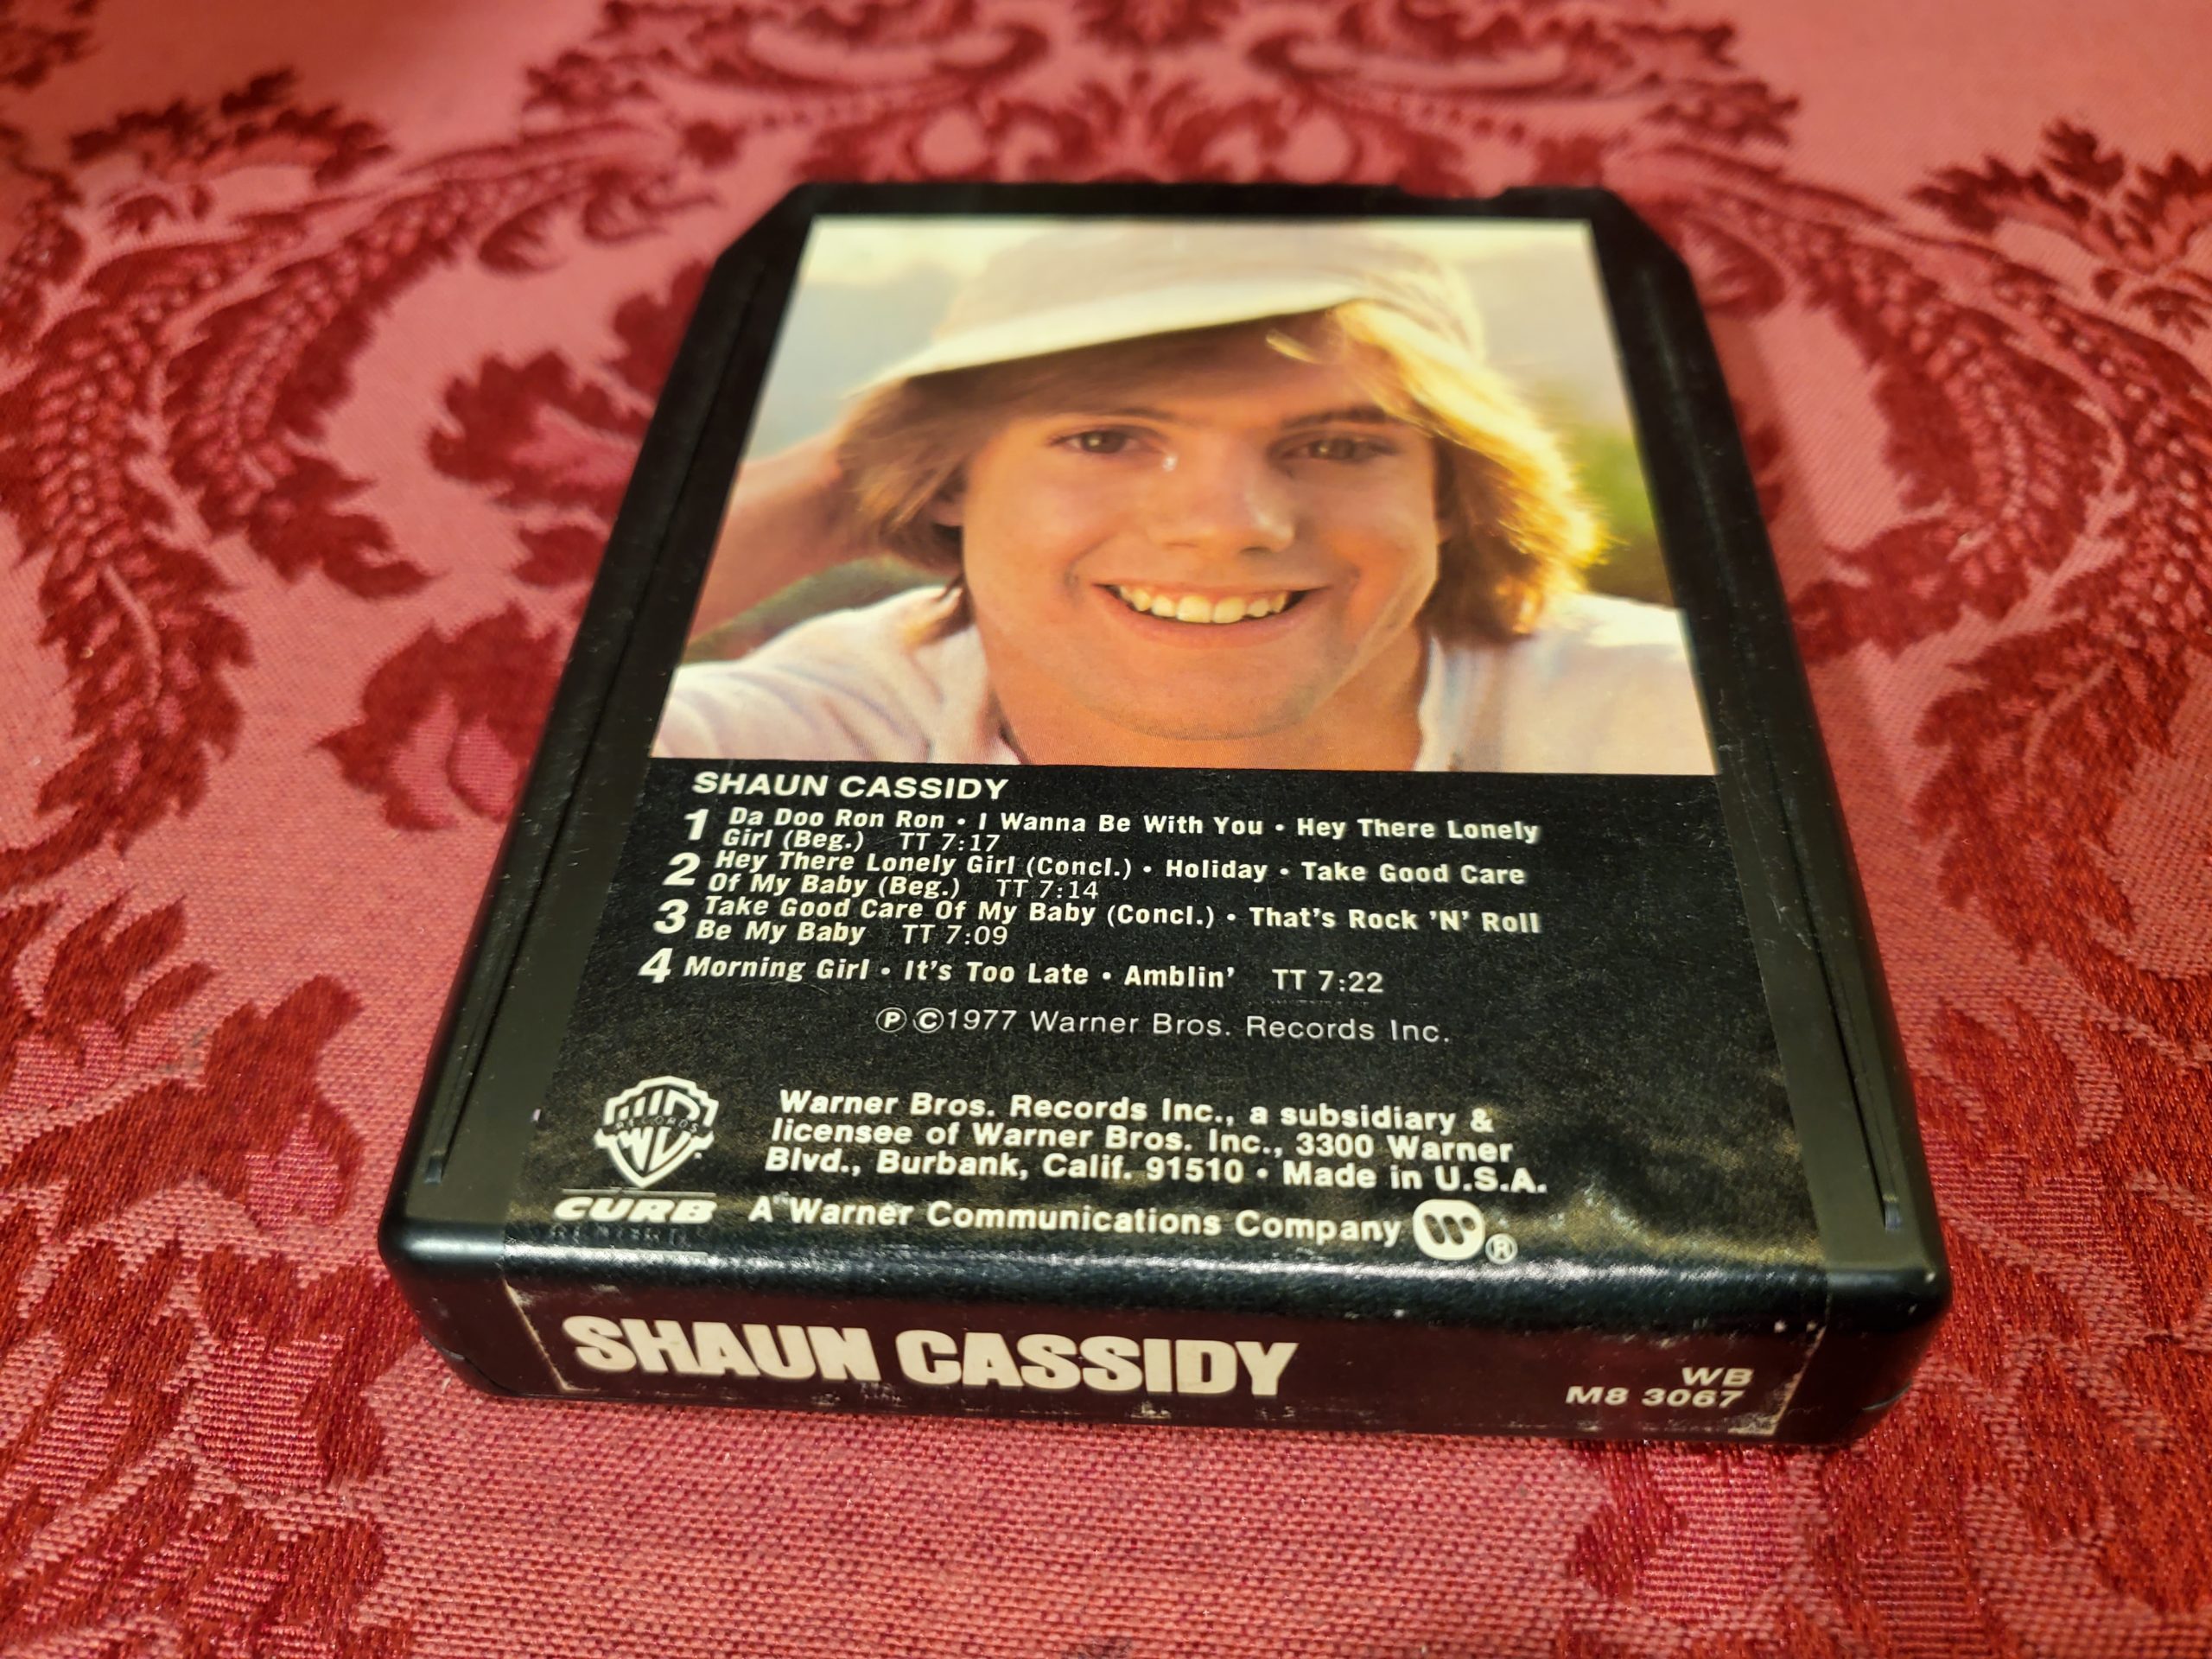 SHAUN CASSIDY
1 Da Doo Ron Ron • I Wanna Be With You • Hey There Lonely
Girl (Beg.) TT 7:17
2 Hey There Lonely Girl (Concl.) • Holiday • Take Good Care
Of My Baby (Beg.) TT 7:14
3 Take Good Care Of My Baby (Concl.) • That's Rock 'N' Roll
Be My Baby TT 7:09
4 Morning Girl • It's Too Late • Amblin' TT 7:22
Ⓟ ©1977 Warner Bros. Records Inc.
WB
RECORDS
Warner Bros. Records Inc., a subsidiary &
licensee of Warner Bros. Inc., 3300 Warner
Blvd., Burbank, Calif. 91510 • Made in U.S.A.
CURB
A Warner Communications Company ®
SHAUN CASSIDY
WB
M8 3067